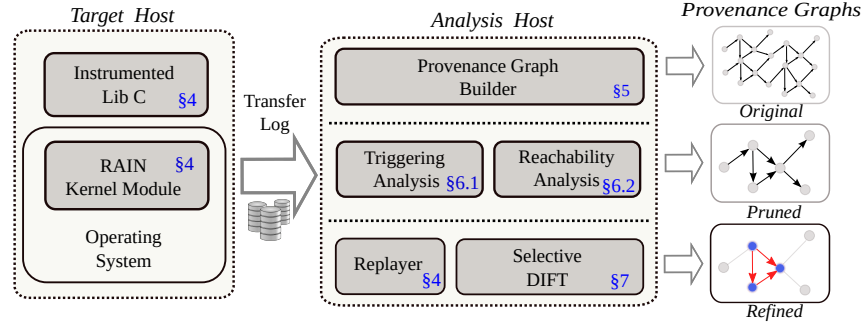 Target Host
Instrumented
Lib C §4
RAIN §4
Kernel Module
Operating
System
Transfer
Log
Analysis Host
Provenance Graph
Builder §5
Triggering
Analysis §6.1
Reachability
Analysis §6.2
Replayer
§4
Selective
DIFT §7
Provenance Graphs
Original
Pruned
Refined